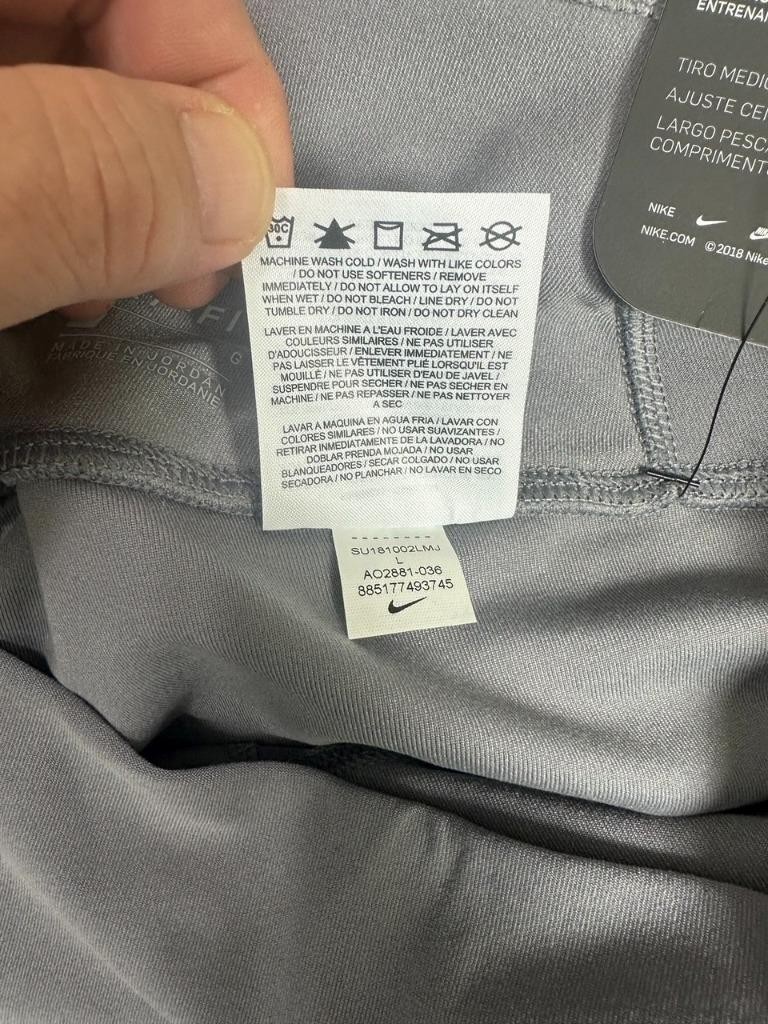 ENTRENA
TIRO MEDIO
AJUSTE CE
LARGO PESCA
COMPRIMENT
NIKE
NIKE.COM ©2018 Nike
30C
MACHINE WASH COLD / WASH WITH LIKE COLORS
/ DO NOT USE SOFTENERS / REMOVE
IMMEDIATELY / DO NOT ALLOW TO LAY ON ITSELF
WHEN WET / DO NOT BLEACH / LINE DRY / DO NOT
TUMBLE DRY / DO NOT IRON / DO NOT DRY CLEAN
LAVER EN MACHINE A L'EAU FROIDE / LAVER AVEC
COULEURS SIMILAIRES / NE PAS UTILISER
D'ADOUCISSEUR / ENLEVER IMMEDIATEMENT / NE
PAS LAISSER LE VÊTEMENT PLIÉ LORSQU'IL EST
MOUILLÉ / NE PAS UTILISER D'EAU DE JAVEL /
SUSPENDRE POUR SECHER / NE PAS SECHER EN
MACHINE / NE PAS REPASSER / NE PAS NETTOYER
A SEC
LAVAR A MAQUINA EN AGUA FRIA / LAVAR CON
COLORES SIMILARES / NO USAR SUAVIZANTES /
RETIRAR INMEDIATAMENTE DE LA LAVADORA / NO
DOBLAR PRENDA MOJADA / NO USAR
BLANQUEADORES / SECAR COLGADO / NO USAR
SECADORA / NO PLANCHAR / NO LAVAR EN SECO
FI
G
MADE IN JORDAN
FABRIQUÉ EN JORDANIE
SU181002LMJ
L
AO2881-036
885177493745